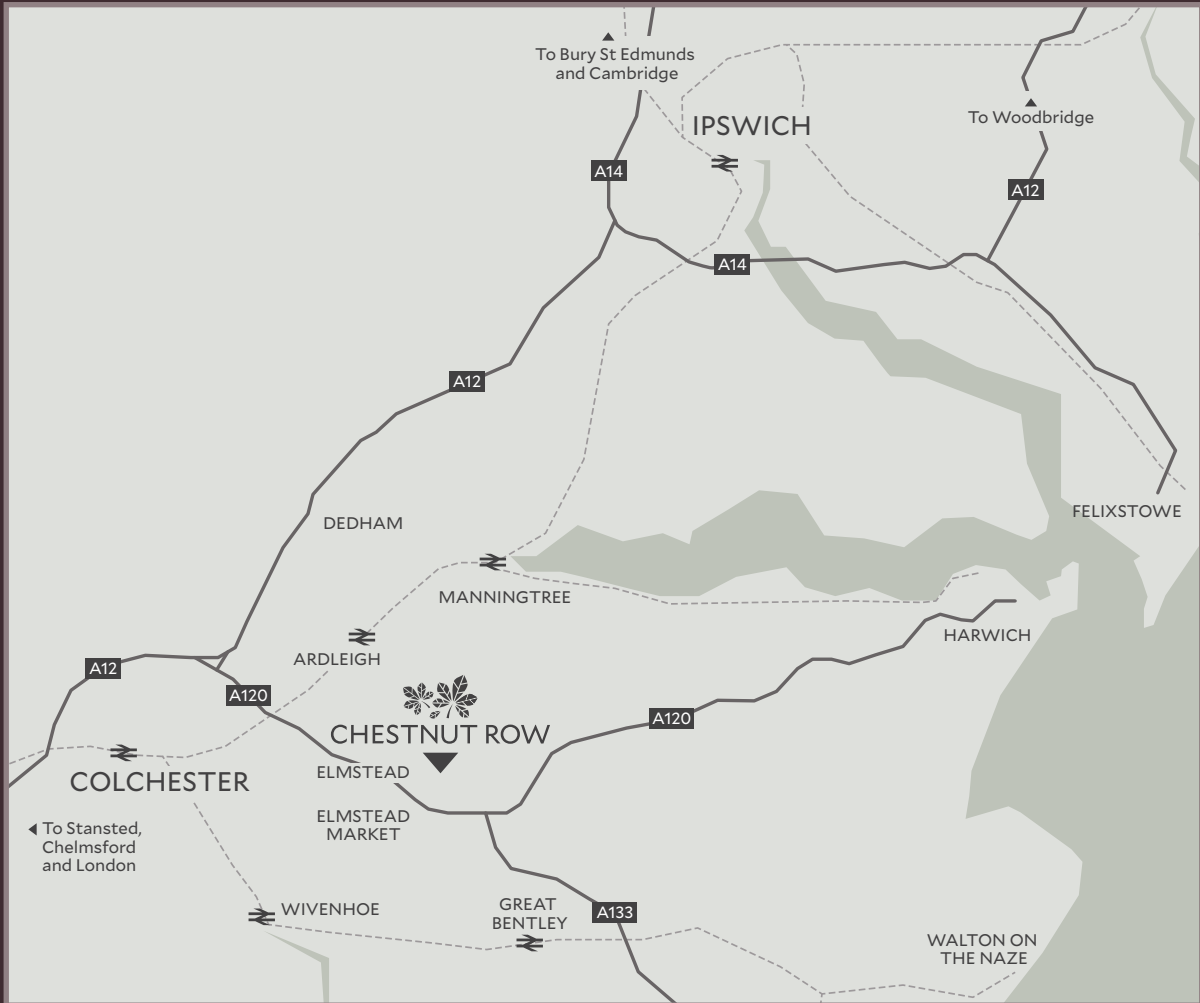 To Bury St Edmunds
and Cambridge
To Woodbridge
IPSWICH
A14
A12
A14
A12
FELIXSTOWE
DEDHAM
MANNINGTREE
HARWICH
ARDLEIGH
A12
A120
A120
CHESTNUT ROW
COLCHESTER
ELMSTEAD
ELMSTEAD
MARKET
To Stansted,
Chelmsford
and London
WIVENHOE
GREAT
BENTLEY
A133
WALTON ON
THE NAZE